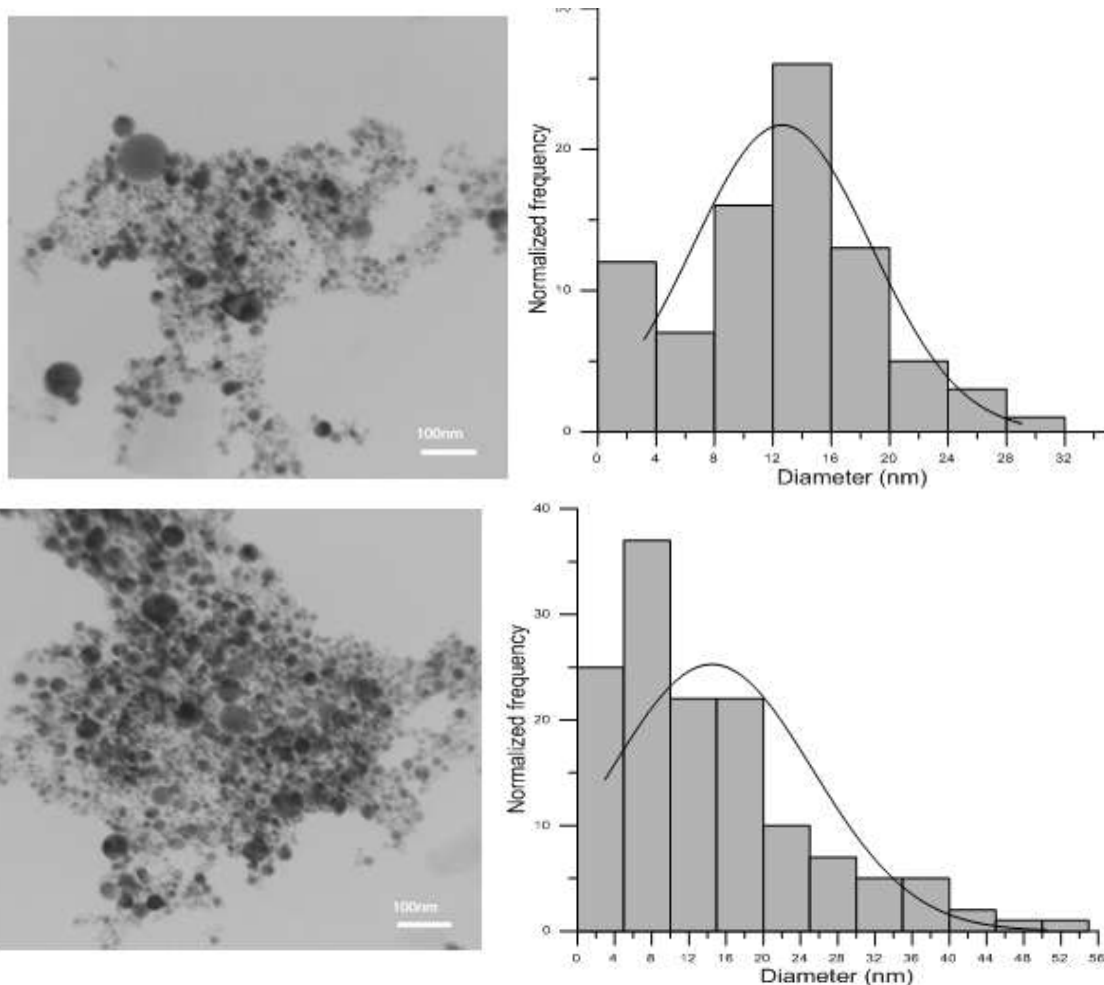 100nm
Normalized frequency
20
10
0
0 4 8 12 16 20 24 28 32
Diameter (nm)
100nm
Normalized frequency
40
30
20
10
0
0 4 8 12 16 20 24 28 32 36 40 44 48 52 56
Diameter (nm)